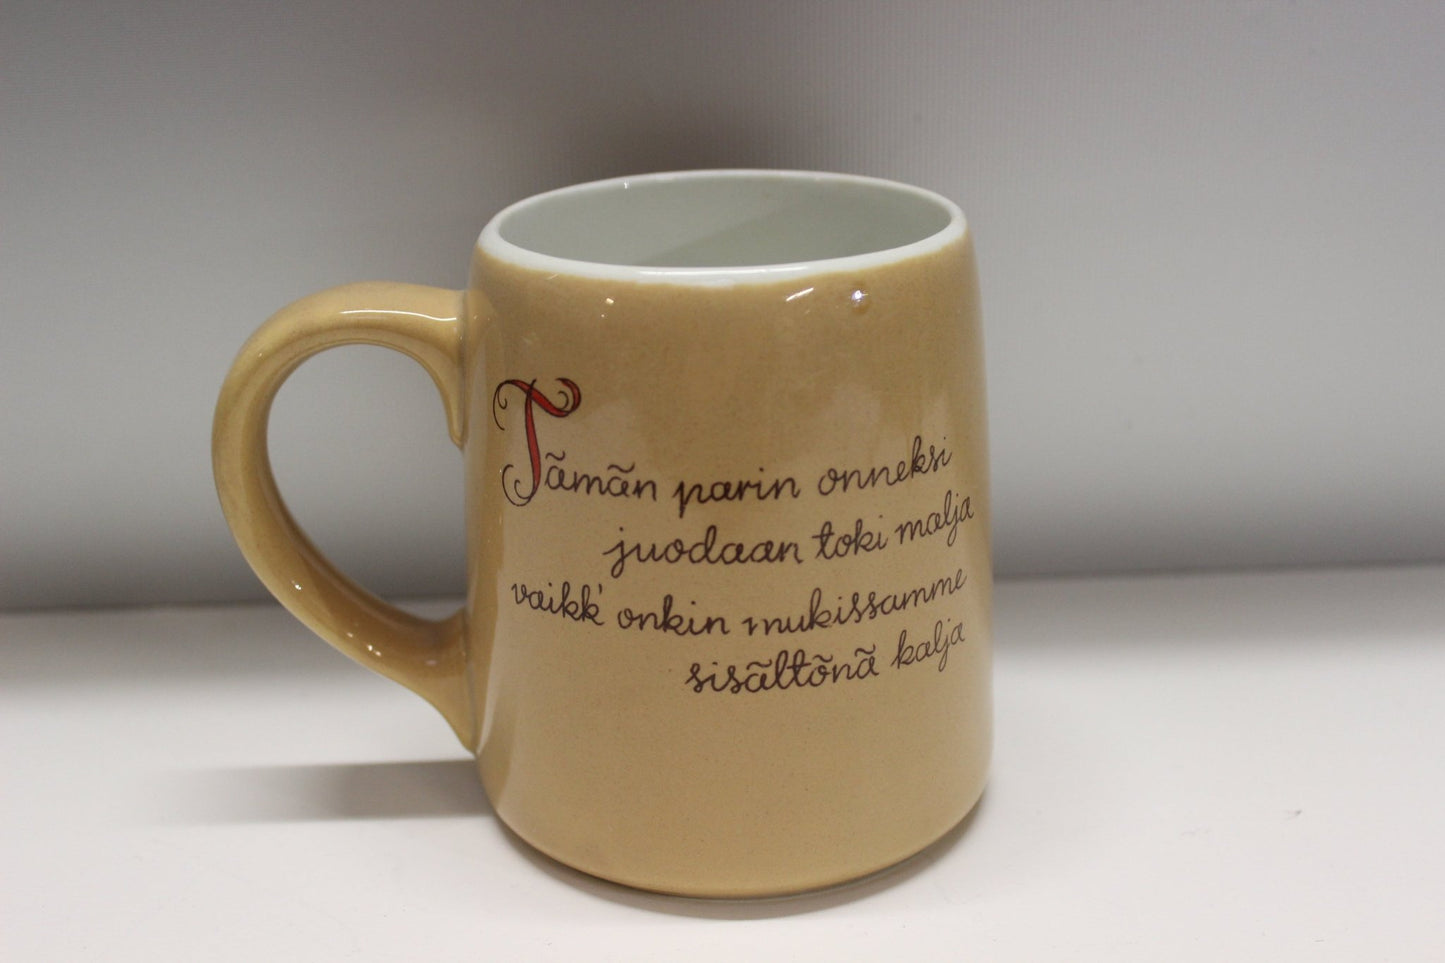 Tämän parin onneksi
juodaan toki malja
vaikk' onkin mukissamme
sisältönä kalja